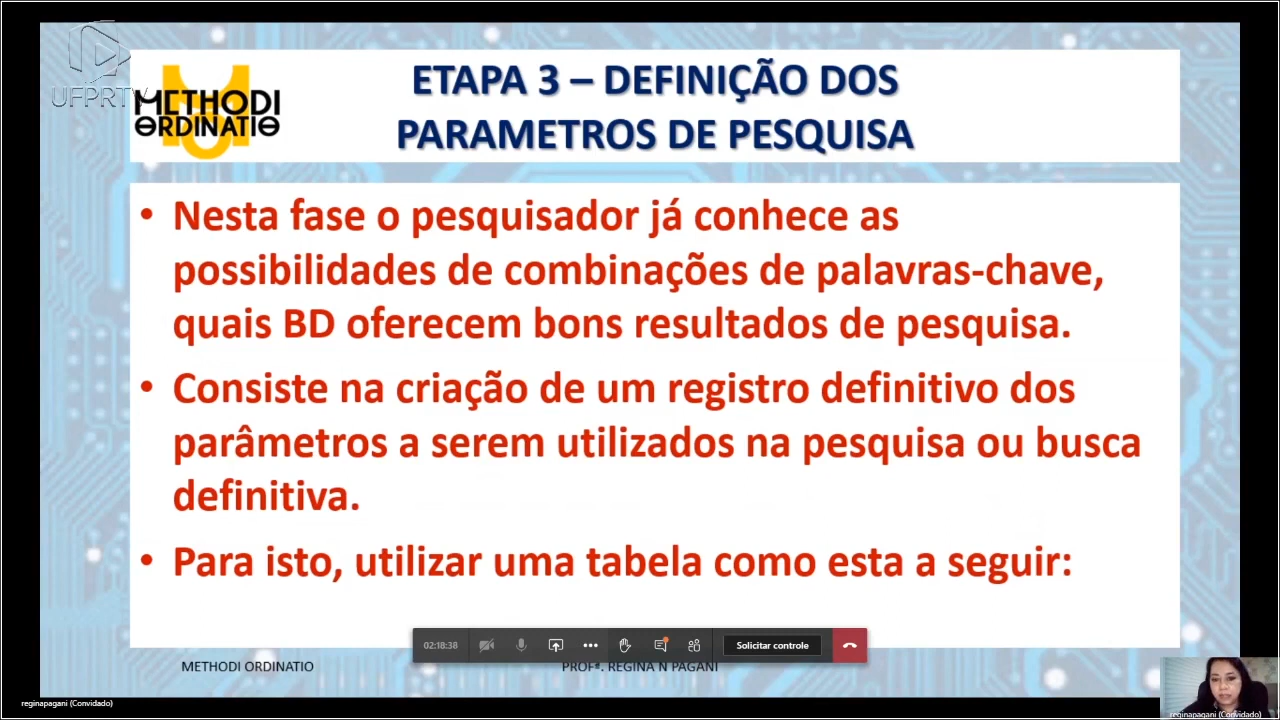 UFPRTV
METHODI
ORDINATIO
ETAPA 3 – DEFINIÇÃO DOS
PARAMETROS DE PESQUISA
• Nesta fase o pesquisador já conhece as
possibilidades de combinações de palavras-chave,
quais BD oferecem bons resultados de pesquisa.
• Consiste na criação de um registro definitivo dos
parâmetros a serem utilizados na pesquisa ou busca
definitiva.
• Para isto, utilizar uma tabela como esta a seguir:
02:18:38
Solicitar controle
METHODI ORDINATIO
PROFª. REGINA N PAGANI
reginapagani (Convidado)
reginapagani (Convidado)